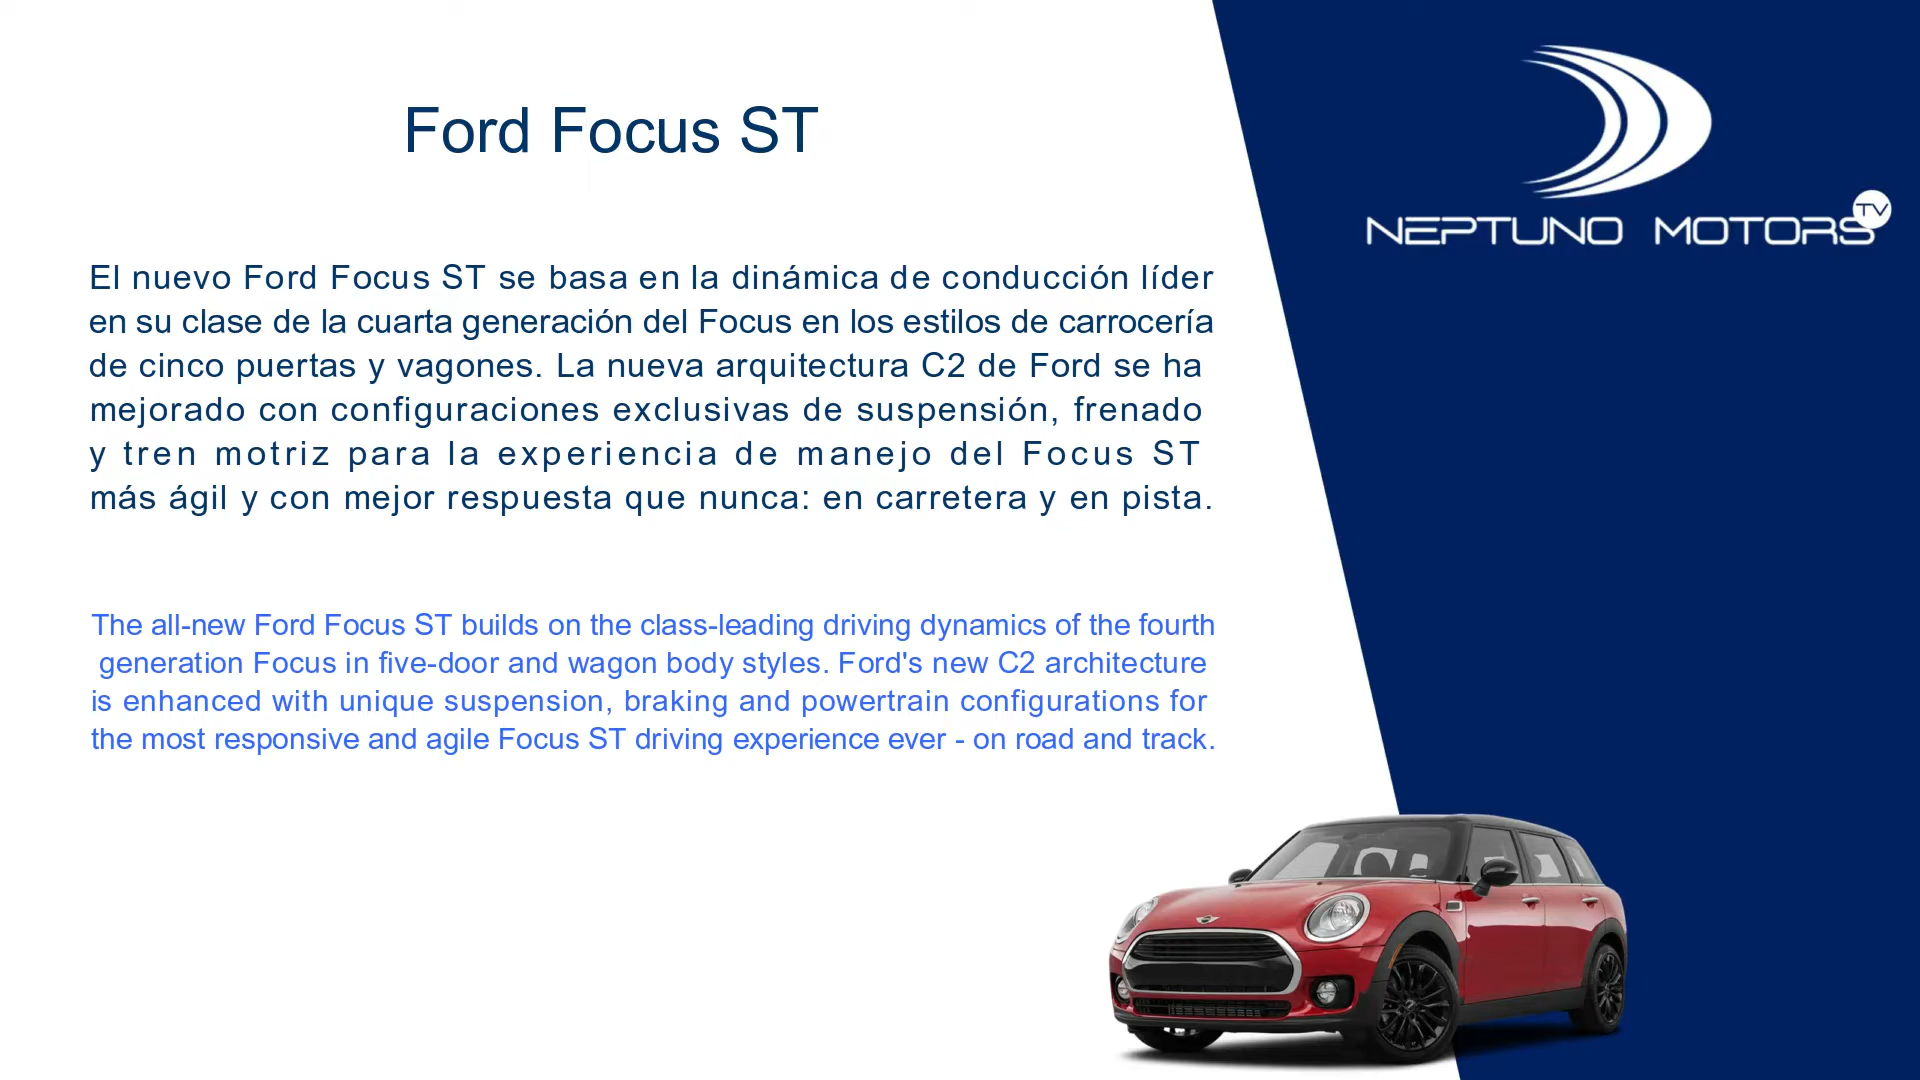 Ford Focus ST
NEPTUNO MOTORS TV
El nuevo Ford Focus ST se basa en la dinámica de conducción líder
en su clase de la cuarta generación del Focus en los estilos de carrocería
de cinco puertas y vagones. La nueva arquitectura C2 de Ford se ha
mejorado con configuraciones exclusivas de suspensión, frenado
y tren motriz para la experiencia de manejo del Focus ST
más ágil y con mejor respuesta que nunca: en carretera y en pista.
The all-new Ford Focus ST builds on the class-leading driving dynamics of the fourth
generation Focus in five-door and wagon body styles. Ford's new C2 architecture
is enhanced with unique suspension, braking and powertrain configurations for
the most responsive and agile Focus ST driving experience ever - on road and track.